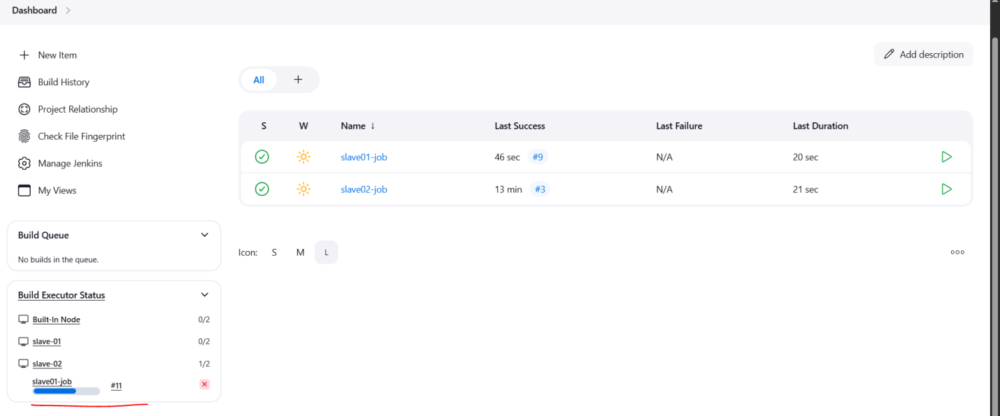 Dashboard
New Item
Build History
Project Relationship
Check File Fingerprint
Manage Jenkins
My Views
Build Queue
No builds in the queue.
Build Executor Status
Built-In Node 0/2
slave-01 0/2
slave-02 1/2
slave01-job #11
Add description
All +
S W Name ↓ Last Success Last Failure Last Duration
slave01-job 46 sec #9 N/A 20 sec
slave02-job 13 min #3 N/A 21 sec
Icon: S M L